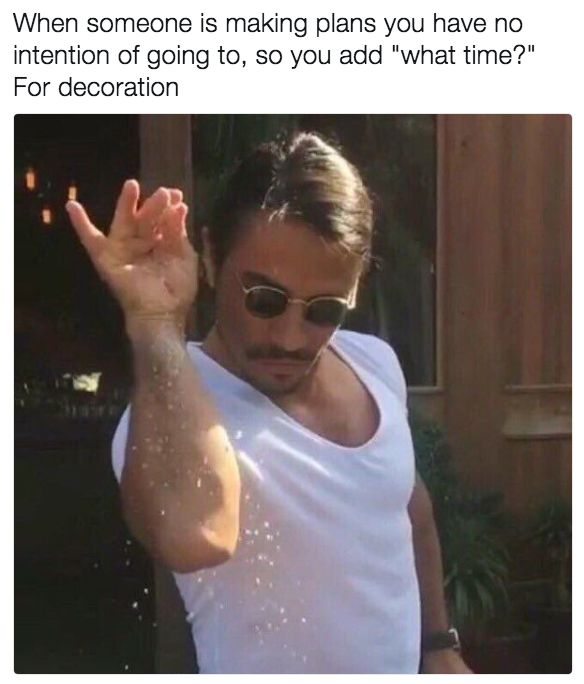 When someone is making plans you have no
intention of going to, so you add "what time?"
For decoration